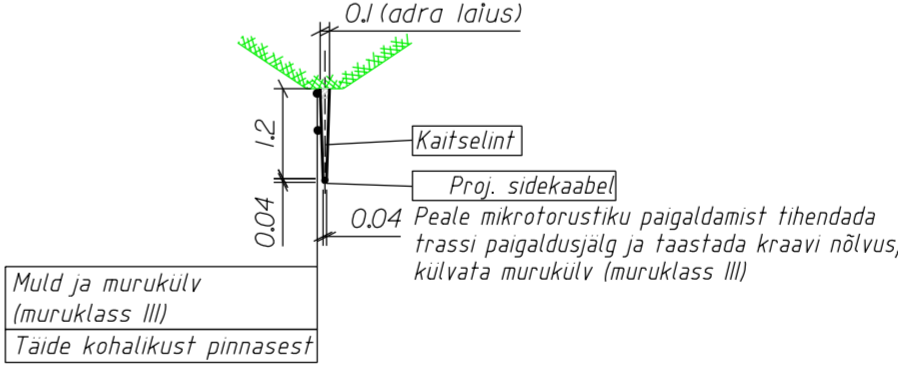 0.1 (adra laius)
1.2
Kaitselint
Proj. sidekaabel
0.04
0.04
Peale mikrotorustiku paigaldamist tihendada
trassi paigaldusjälg ja taastada kraavi nõlvus,
külvata murukülv (muruklass III)
Muld ja murukülv
(muruklass III)
Täide kohalikust pinnasest